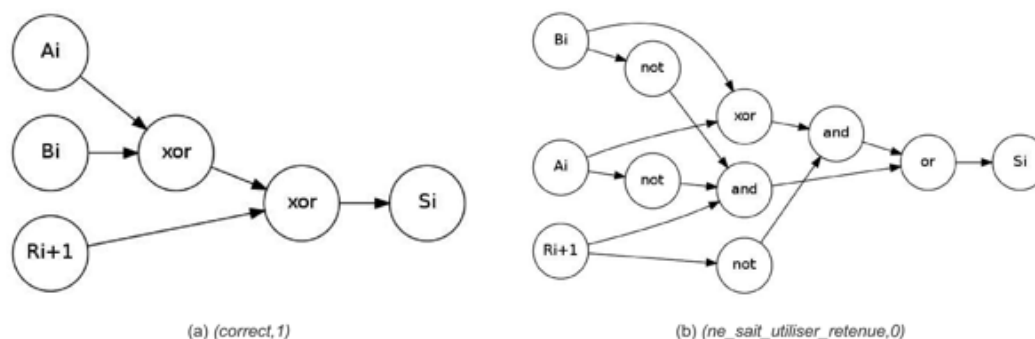 Ai
Bi
Ri+1
xor
xor
Si
(a) (correct,1)
Bi
Ai
Ri+1
not
not
xor
and
not
and
or
Si
(b) (ne_sait_utiliser_retenue,0)